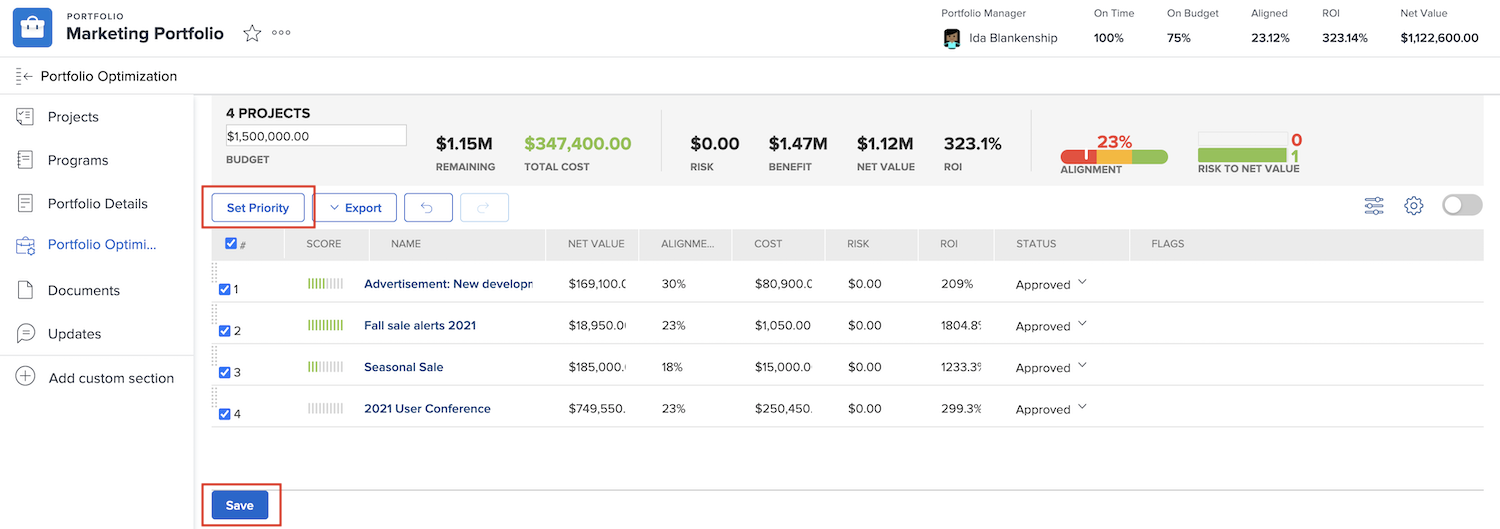 PORTFOLIO
Marketing Portfolio
Portfolio Manager On Time On Budget Aligned ROI Net Value
Ida Blankenship 100% 75% 23.12% 323.14% $1,122,600.00
Portfolio Optimization
Projects
Programs
Portfolio Details
Portfolio Optimi...
Documents
Updates
Add custom section
4 PROJECTS
$1,500,000.00
BUDGET
$1.15M $347,400.00 $0.00 $1.47M $1.12M 323.1% 23% 0
1
REMAINING TOTAL COST RISK BENEFIT NET VALUE ROI ALIGNMENT RISK TO NET VALUE
Set Priority Export
# SCORE NAME NET VALUE ALIGNME... COST RISK ROI STATUS FLAGS
1 Advertisement: New developm $169,100.0 30% $80,900.0 $0.00 209% Approved
2 Fall sale alerts 2021 $18,950.0 23% $1,050.00 $0.00 1804.8% Approved
3 Seasonal Sale $185,000. 18% $15,000.0 $0.00 1233.3% Approved
4 2021 User Conference $749,550. 23% $250,450. $0.00 299.3% Approved
Save